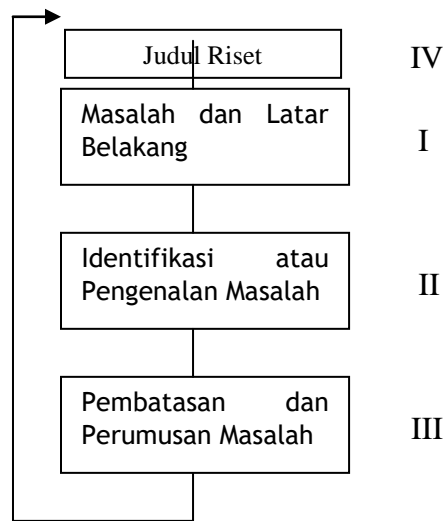 Judul Riset IV
Masalah dan Latar
Belakang
I
Identifikasi atau
Pengenalan Masalah
II
Pembatasan dan
Perumusan Masalah
III